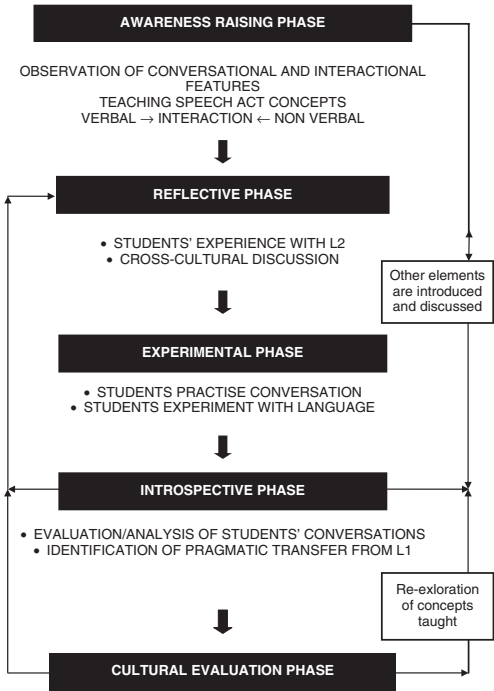 AWARENESS RAISING PHASE
OBSERVATION OF CONVERSATIONAL AND INTERACTIONAL
FEATURES
TEACHING SPEECH ACT CONCEPTS
VERBAL → INTERACTION ← NON VERBAL
REFLECTIVE PHASE
• STUDENTS' EXPERIENCE WITH L2
• CROSS-CULTURAL DISCUSSION
Other elements
are introduced
and discussed
EXPERIMENTAL PHASE
• STUDENTS PRACTISE CONVERSATION
• STUDENTS EXPERIMENT WITH LANGUAGE
INTROSPECTIVE PHASE
• EVALUATION/ANALYSIS OF STUDENTS' CONVERSATIONS
• IDENTIFICATION OF PRAGMATIC TRANSFER FROM L1
Re-exloration
of concepts
taught
CULTURAL EVALUATION PHASE